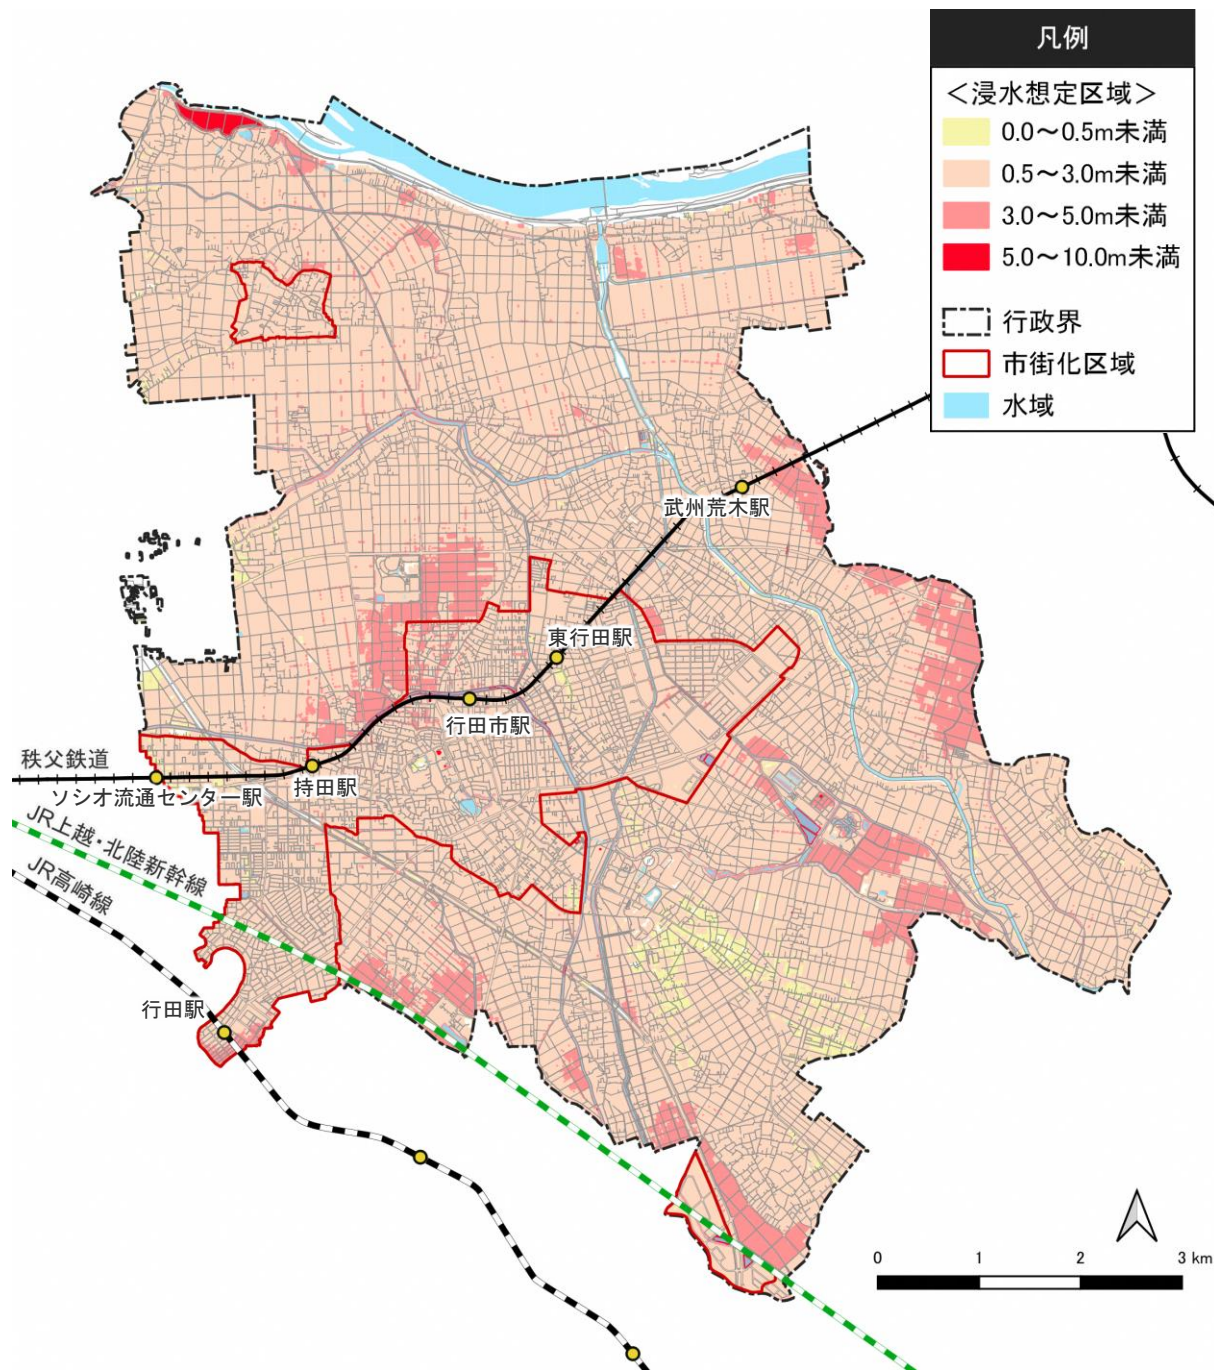 凡例
＜浸水想定区域＞
0.0～0.5m未満
0.5～3.0m未満
3.0～5.0m未満
5.0～10.0m未満
行政界
市街化区域
水域
武州荒木駅
東行田駅
行田市駅
秩父鉄道
持田駅
ソシオ流通センター駅
JR上越・北陸新幹線
JR高崎線
行田駅
0 1 2 3 km